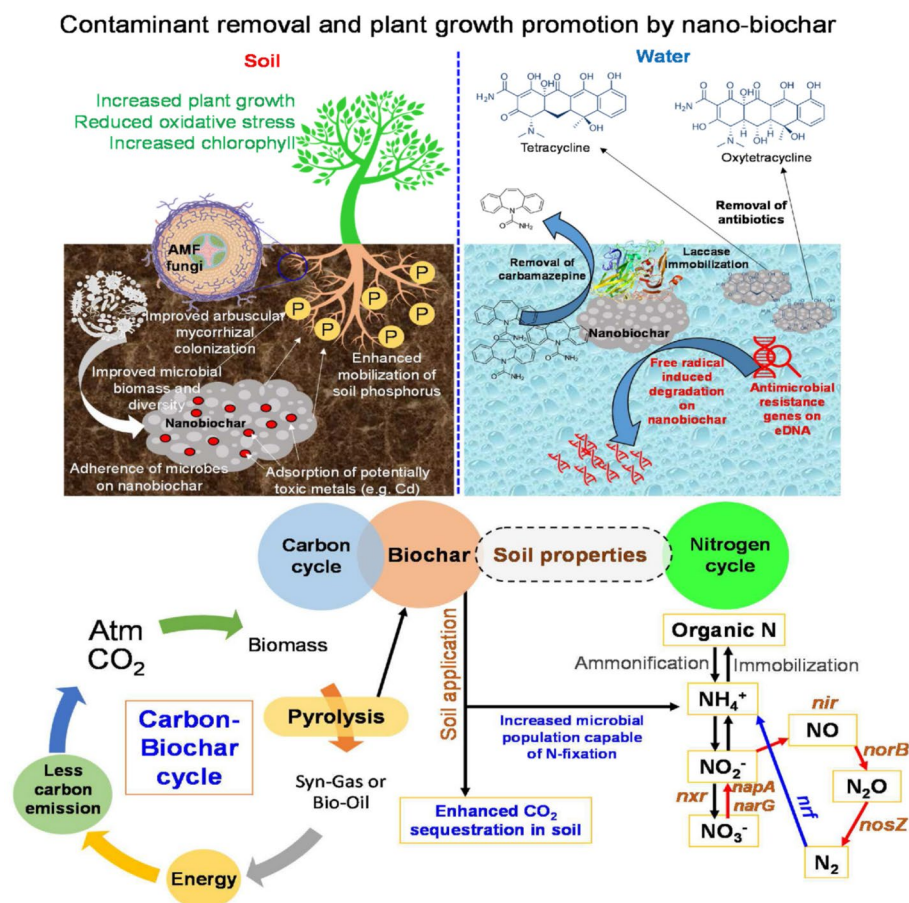 Contaminant removal and plant growth promotion by nano-biochar
Soil
Increased plant growth
Reduced oxidative stress
Increased chlorophyll
AMF
fungi
Improved arbuscular
mycorrhizal
colonization
P
P
P
P
P
P
P
Enhanced
mobilization of
soil phosphorus
Improved microbial
biomass and
diversity
Nanobiochar
Adherence of microbes
on nanobiochar
Adsorption of potentially
toxic metals (e.g. Cd)
Water
Tetracycline
Oxytetracycline
Removal of
antibiotics
Removal of
carbamazepine
Laccase
immobilization
Nanobiochar
Free radical
induced
degradation
on
nanobiochar
Antimicrobial
resistance
genes on
eDNA
Carbon
cycle
Biochar
Soil properties
Nitrogen
cycle
Atm
CO₂
Biomass
Pyrolysis
Carbon-
Biochar
cycle
Syn-Gas or
Bio-Oil
Energy
Less
carbon
emission
Soil application
Increased microbial
population capable
of N-fixation
Enhanced CO₂
sequestration in soil
Organic N
Ammonification
Immobilization
NH₄⁺
NO₂⁻
NO₃⁻
nxr
napA
narG
nir
NO
norB
N₂O
nosZ
N₂
nrf